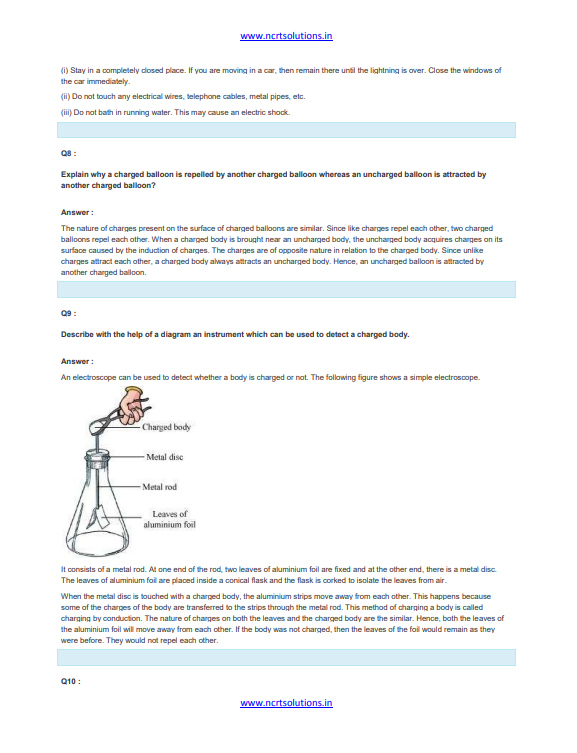 www.ncrtsolutions.in
(i) Stay in a completely closed place. If you are moving in a car, then remain there until the lightning is over. Close the windows of
the car immediately.
(ii) Do not touch any electrical wires, telephone cables, metal pipes, etc.
(iii) Do not bath in running water. This may cause an electric shock.
Q8 :
Explain why a charged balloon is repelled by another charged balloon whereas an uncharged balloon is attracted by
another charged balloon?
Answer :
The nature of charges present on the surface of charged balloons are similar. Since like charges repel each other, two charged
balloons repel each other. When a charged body is brought near an uncharged body, the uncharged body acquires charges on its
surface caused by the induction of charges. The charges are of opposite nature in relation to the charged body. Since unlike
charges attract each other, a charged body always attracts an uncharged body. Hence, an uncharged balloon is attracted by
another charged balloon.
Q9 :
Describe with the help of a diagram an instrument which can be used to detect a charged body.
Answer :
An electroscope can be used to detect whether a body is charged or not. The following figure shows a simple electroscope.
Charged body
Metal disc
Metal rod
Leaves of
aluminium foil
It consists of a metal rod. At one end of the rod, two leaves of aluminium foil are fixed and at the other end, there is a metal disc.
The leaves of aluminium foil are placed inside a conical flask and the flask is corked to isolate the leaves from air.
When the metal disc is touched with a charged body, the aluminium strips move away from each other. This happens because
some of the charges of the body are transferred to the strips through the metal rod. This method of charging a body is called
charging by conduction. The nature of charges on both the leaves and the charged body are the similar. Hence, both the leaves of
the aluminium foil will move away from each other. If the body was not charged, then the leaves of the foil would remain as they
were before. They would not repel each other.
Q10 :
www.ncrtsolutions.in